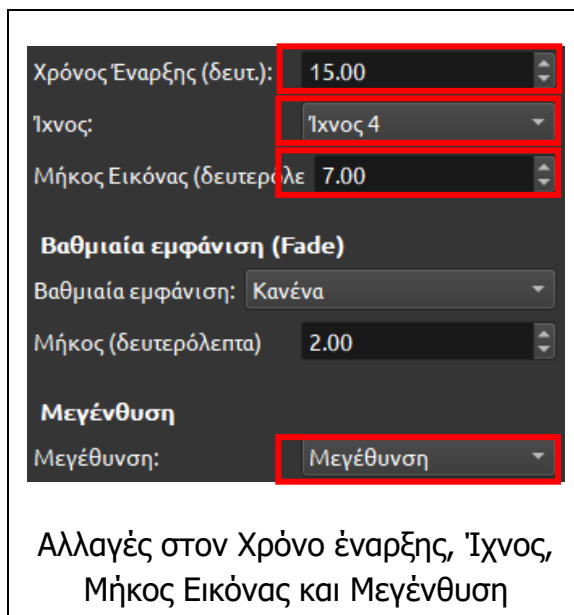 Χρόνος Έναρξης (δευτ.): 15.00
Ίχνος: Ίχνος 4
Μήκος Εικόνας (δευτερόλε 7.00
Βαθμιαία εμφάνιση (Fade)
Βαθμιαία εμφάνιση: Κανένα
Μήκος (δευτερόλεπτα) 2.00
Μεγένθυση
Μεγέθυνση: Μεγέθυνση
Αλλαγές στον Χρόνο έναρξης, Ίχνος,
Μήκος Εικόνας και Μεγένθυση